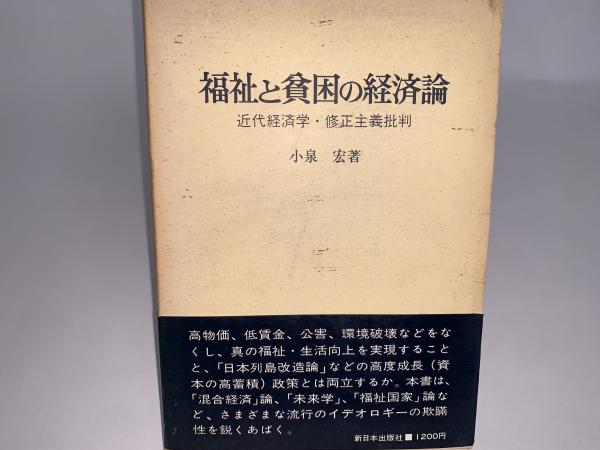 福祉と貧困の経済論
近代経済学・修正主義批判
小泉 宏著
高物価、低賃金、公害、環境破壊などをな
くし、真の福祉・生活向上を実現すること
と、「日本列島改造論」などの高度成長（資
本の高蓄積）政策とは両立するか。本書は、
「混合経済」論、「未来学」、「福祉国家」論な
ど、さまざまな流行のイデオロギーの欺瞞
性を鋭くあばく。
新日本出版社■1200円